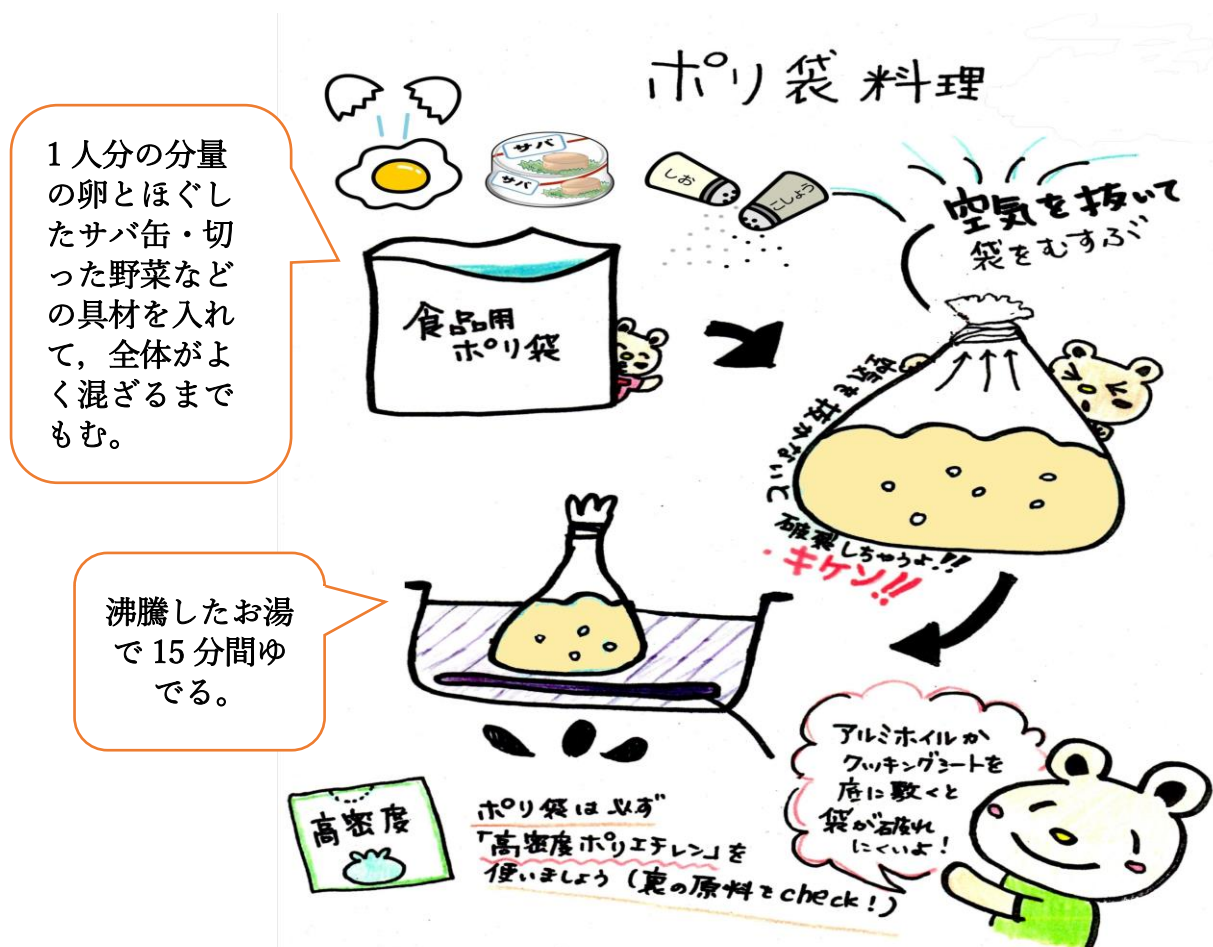 ポリ袋料理
1人分の分量
の卵とほぐし
たサバ缶・切
った野菜など
の具材を入れ
て，全体がよ
く混ざるまで
もむ。
サバ
サバ
しお
こしょう
食品用
ポリ袋
空気を抜いて
袋をむすぶ
空気を抜かないと
破裂しちゃうよ!!
・キケン!!
沸騰したお湯
で15分間ゆ
でる。
アルミホイルか
クッキングシートを
底に敷くと
袋が破れ
にくいよ！
高密度
ポリ袋は必ず
「高密度ポリエチレン」を
使いましょう（裏の原料をcheck！）